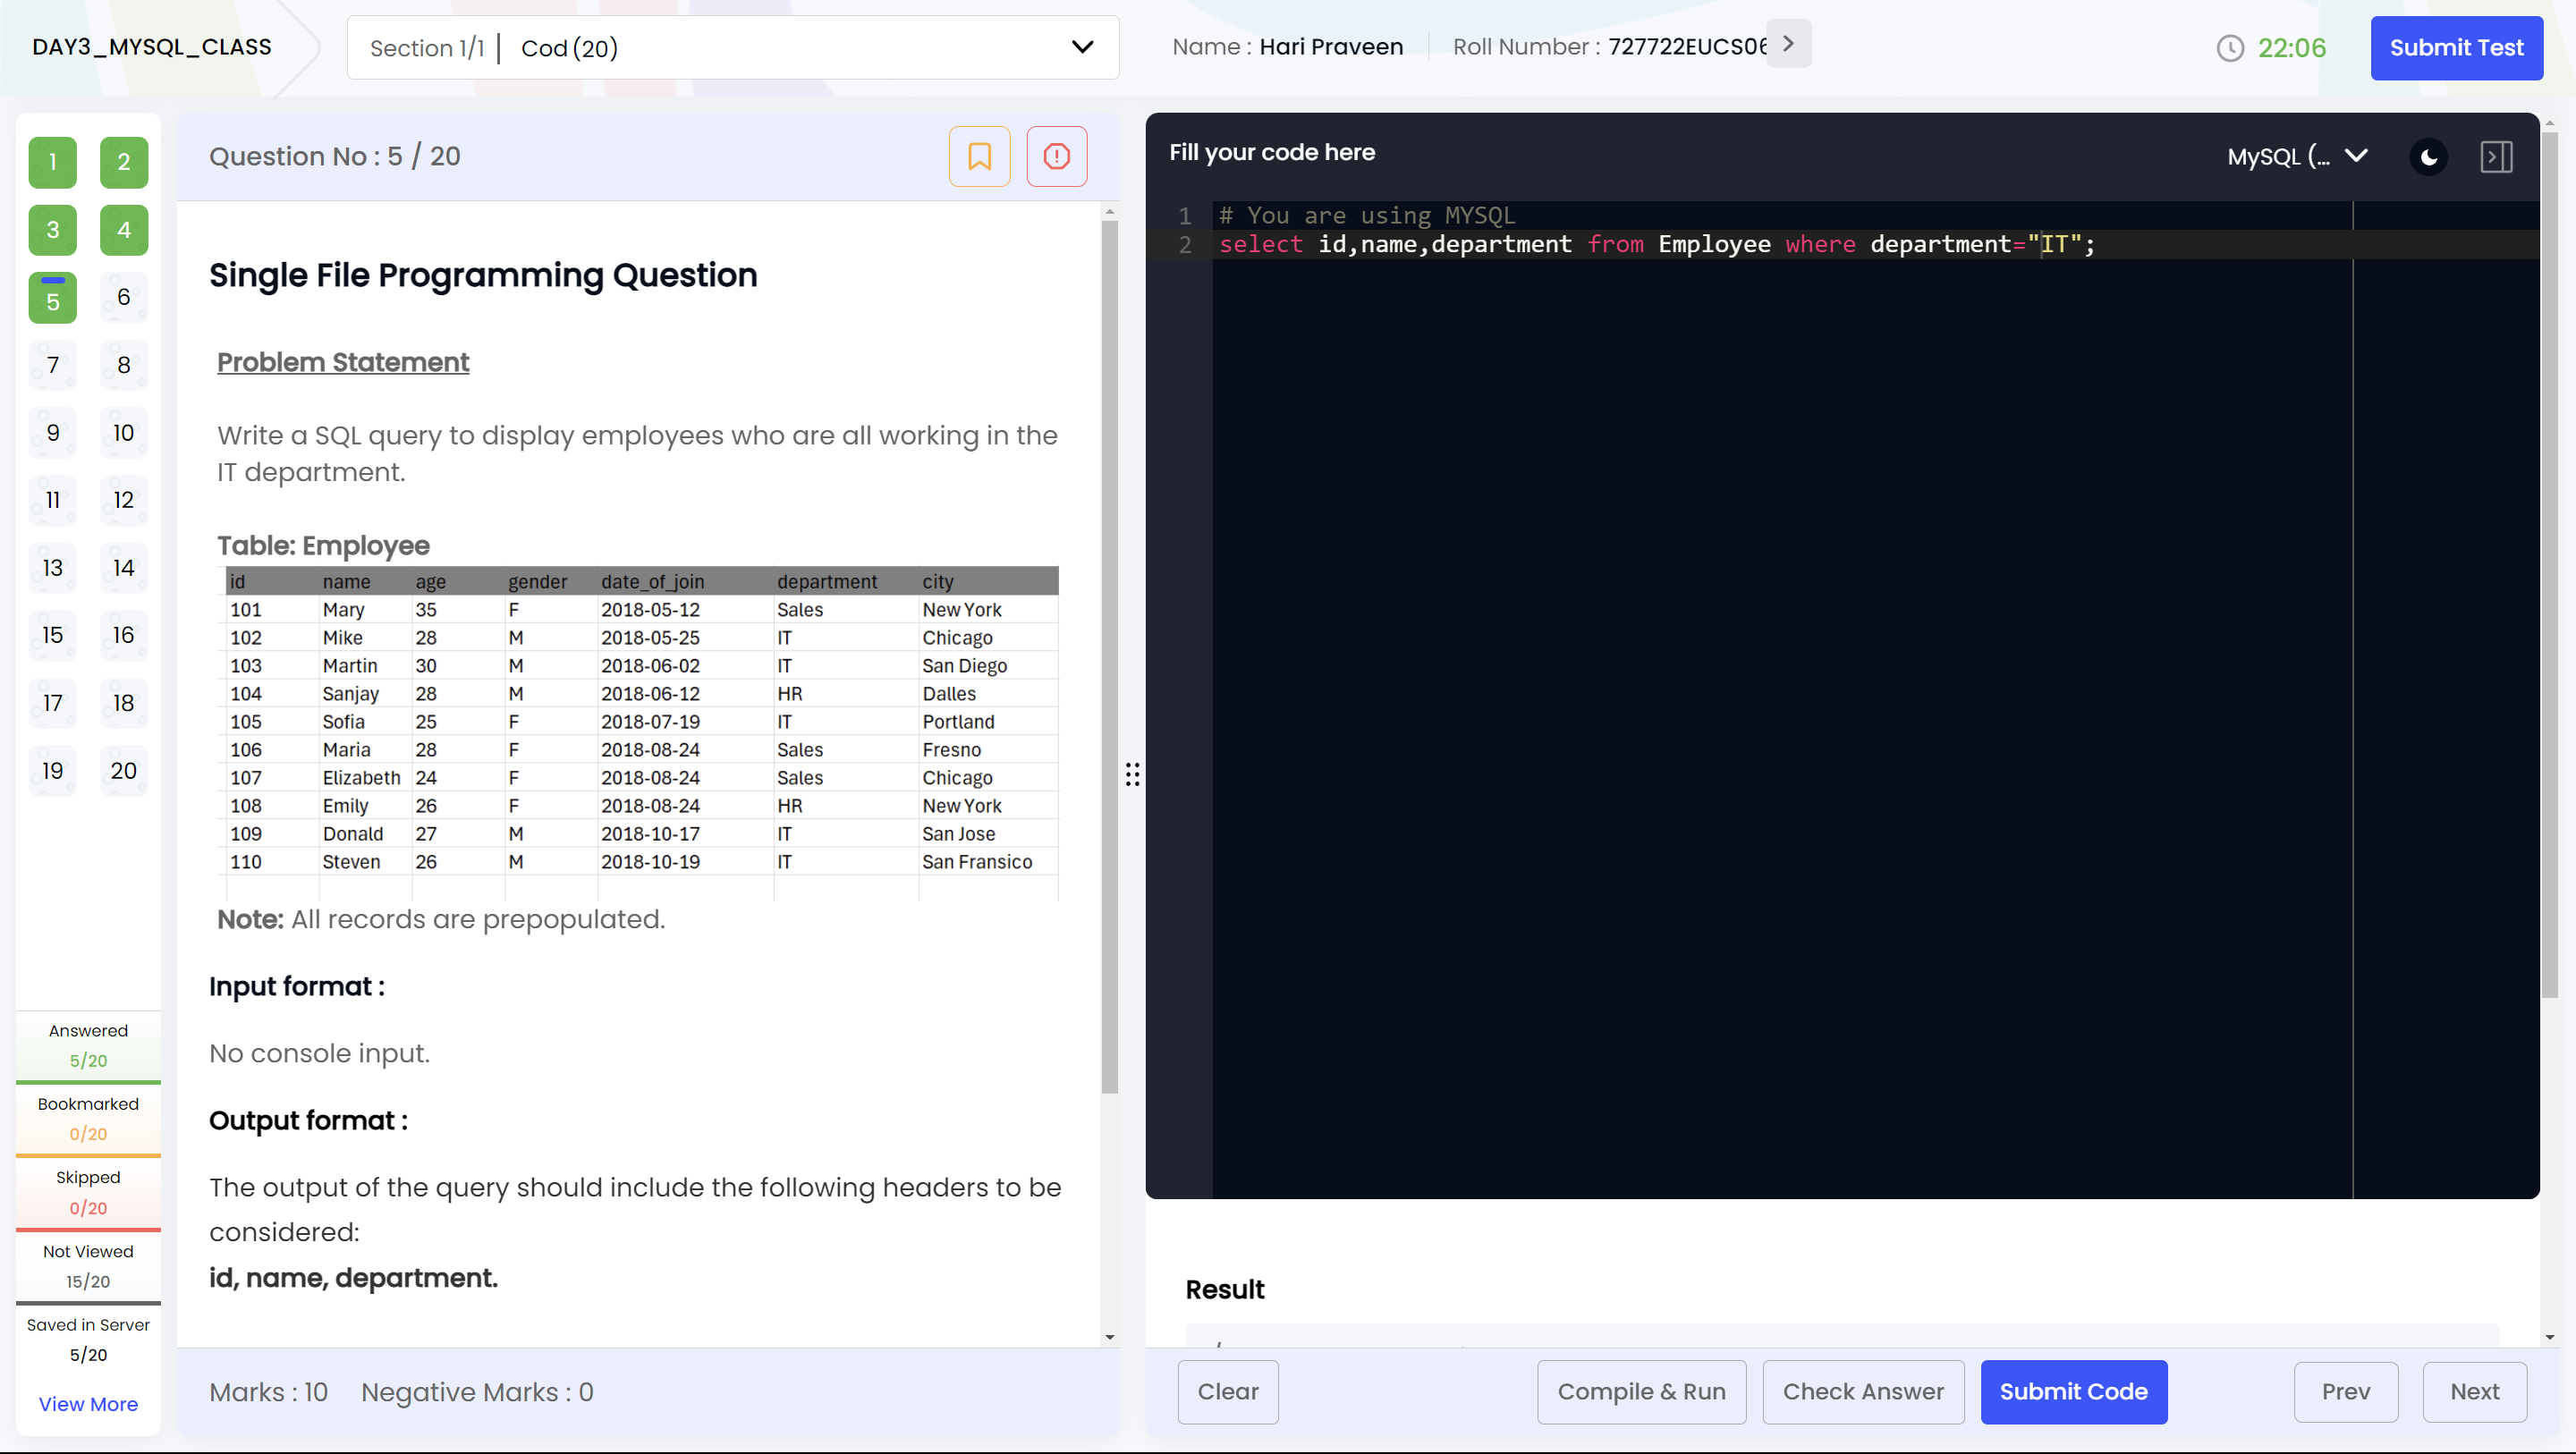 DAY3_MYSQL_CLASS
Section 1/1 | Cod (20)
Name : Hari Praveen
Roll Number : 727722EUCS06
22:06
Submit Test
1 2
3 4
5 6
7 8
9 10
11 12
13 14
15 16
17 18
19 20
Answered
5/20
Bookmarked
0/20
Skipped
0/20
Not Viewed
15/20
Saved in Server
5/20
View More
Question No : 5 / 20
Single File Programming Question
Problem Statement
Write a SQL query to display employees who are all working in the
IT department.
Table: Employee
id name age gender date_of_join department city
101 Mary 35 F 2018-05-12 Sales New York
102 Mike 28 M 2018-05-25 IT Chicago
103 Martin 30 M 2018-06-02 IT San Diego
104 Sanjay 28 M 2018-06-12 HR Dalles
105 Sofia 25 F 2018-07-19 IT Portland
106 Maria 28 F 2018-08-24 Sales Fresno
107 Elizabeth 24 F 2018-08-24 Sales Chicago
108 Emily 26 F 2018-08-24 HR New York
109 Donald 27 M 2018-10-17 IT San Jose
110 Steven 26 M 2018-10-19 IT San Fransico
Note: All records are prepopulated.
Input format :
No console input.
Output format :
The output of the query should include the following headers to be
considered:
id, name, department.
Marks : 10 Negative Marks : 0
Fill your code here
MySQL (...
1 # You are using MYSQL
2 select id,name,department from Employee where department="IT";
Result
Clear
Compile & Run
Check Answer
Submit Code
Prev
Next